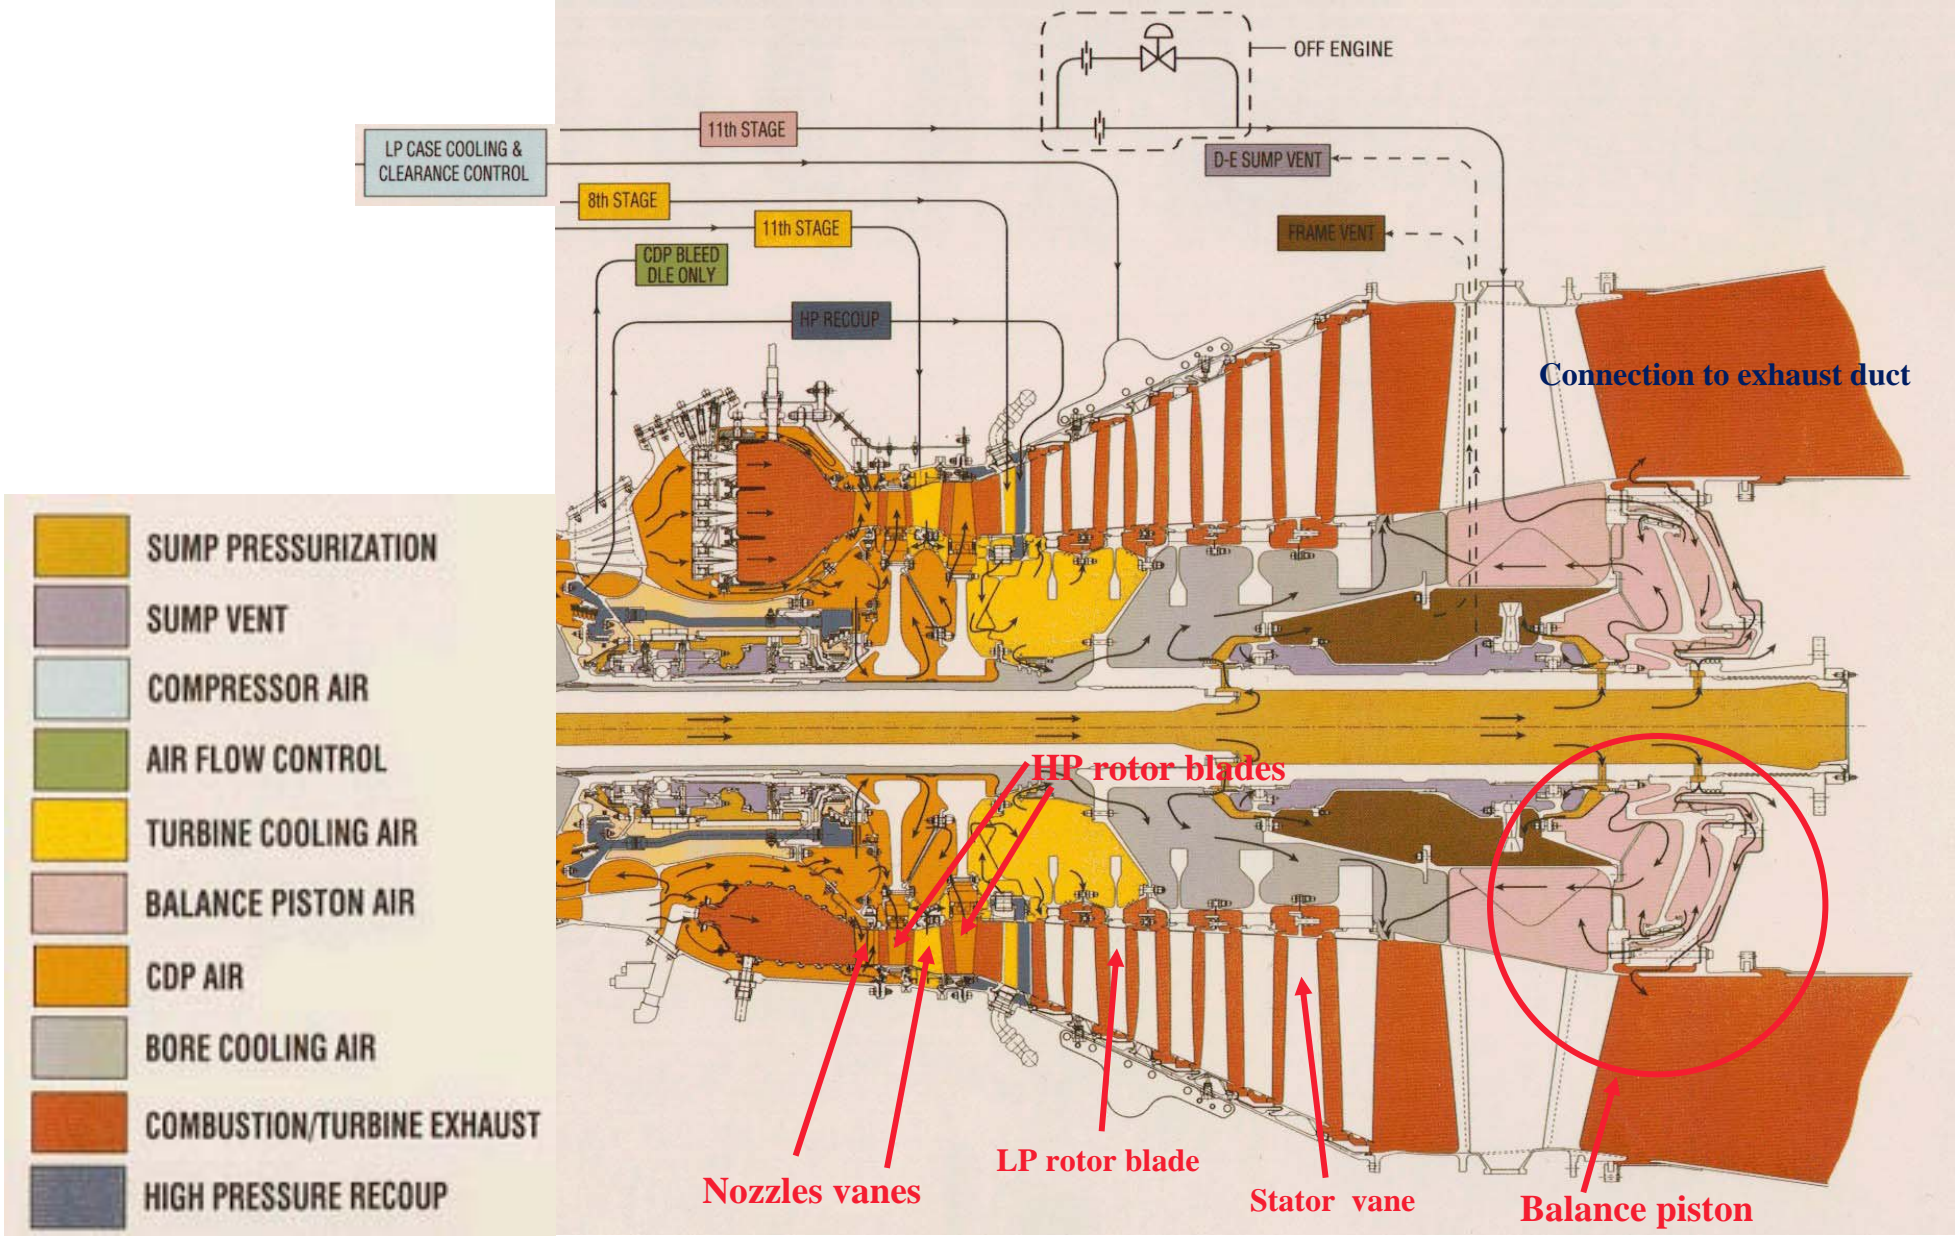 OFF ENGINE
11th STAGE
LP CASE COOLING &
CLEARANCE CONTROL
D-E SUMP VENT
8th STAGE
11th STAGE
FRAME VENT
CDP BLEED
DLE ONLY
HP RECOUP
Connection to exhaust duct
SUMP PRESSURIZATION
SUMP VENT
COMPRESSOR AIR
AIR FLOW CONTROL
TURBINE COOLING AIR
BALANCE PISTON AIR
CDP AIR
BORE COOLING AIR
COMBUSTION/TURBINE EXHAUST
HIGH PRESSURE RECOUP
HP rotor blades
LP rotor blade
Nozzles vanes
Stator vane
Balance piston